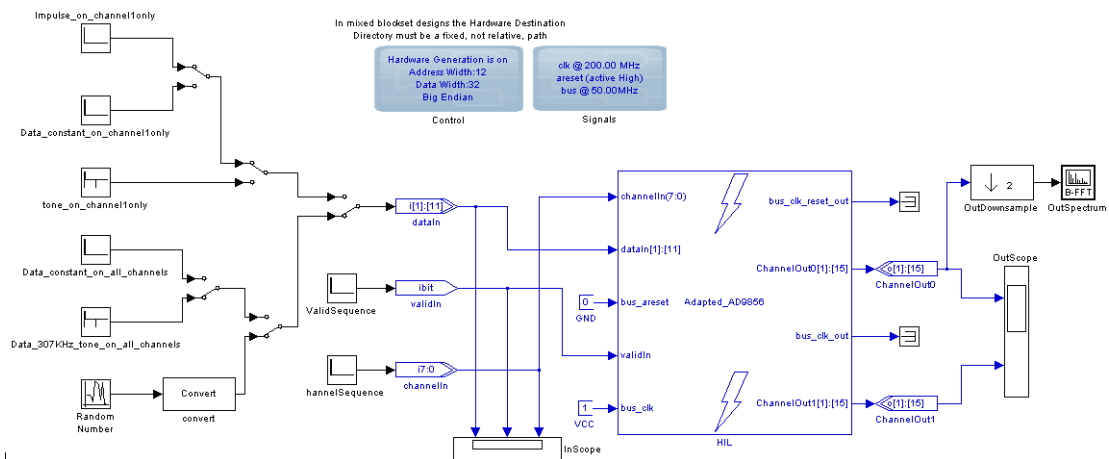 Impulse_on_channel1only
Data_constant_on_channel1only
tone_on_channel1only
Data_constant_on_all_channels
Data_307KHz_tone_on_all_channels
Random
Number
Convert
convert
In mixed blockset designs the Hardware Destination
Directory must be a fixed, not relative, path
Hardware Generation is on
Address Width:12
Data Width:32
Big Endian
Control
clk @ 200.00 MHz
areset (active High)
bus @ 50.00MHz
Signals
i[1]:[11]
dataIn
ValidSequence
ibit
validIn
hannelSequence
i7:0
channelIn
InScope
0
GND
1
VCC
channelIn(7:0)
dataIn[1]:[11]
bus_areset
validIn
bus_clk
Adapted_AD9856
bus_clk_reset_out
ChannelOut0[1]:[15]
bus_clk_out
ChannelOut1[1]:[15]
HIL
o[1]:[15]
ChannelOut0
o[1]:[15]
ChannelOut1
2
OutDownsample
B-FFT
OutSpectrum
OutScope